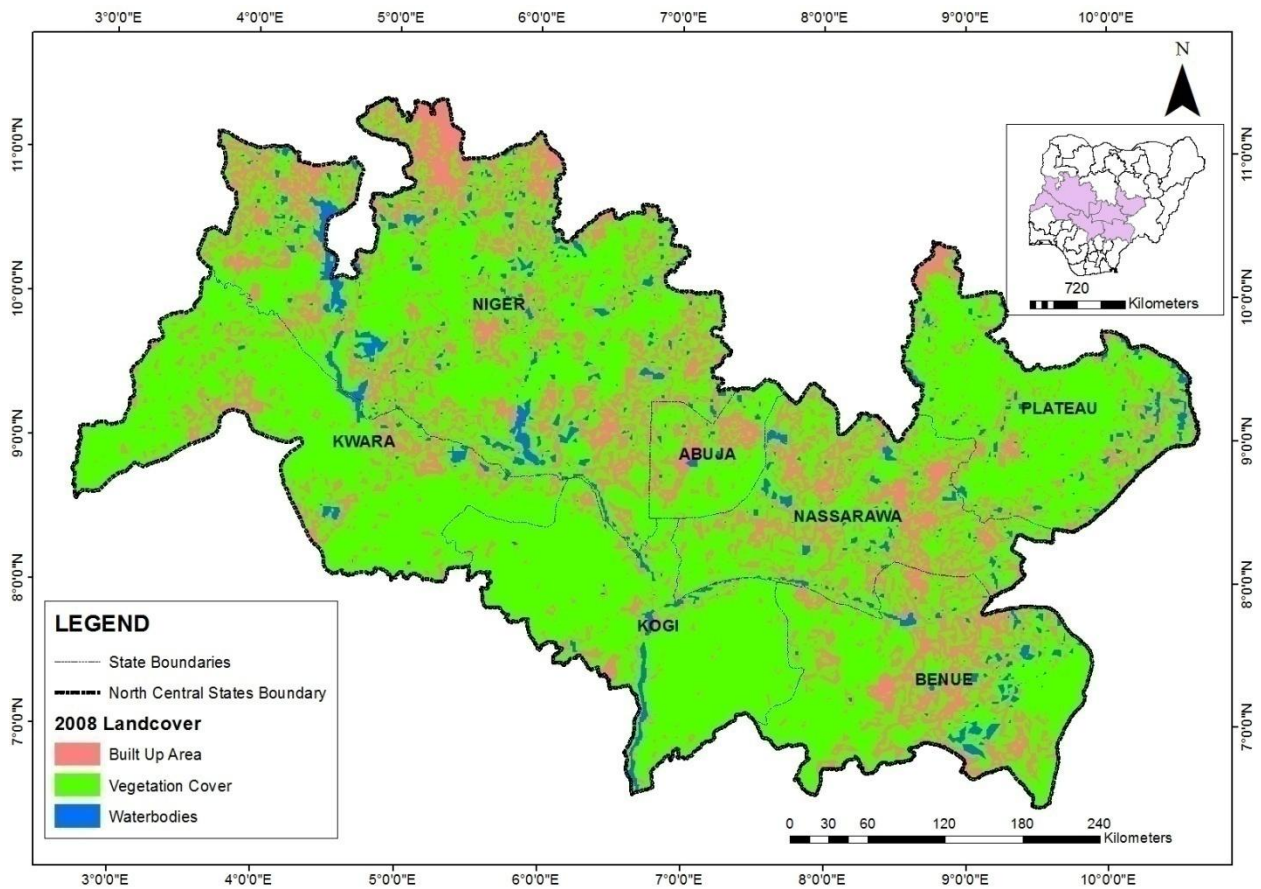 3°0'0"E 4°0'0"E 5°0'0"E 6°0'0"E 7°0'0"E 8°0'0"E 9°0'0"E 10°0'0"E
N
11°0'0"N
11°0'0"N
720
Kilometers
10°0'0"N
10°0'0"N
NIGER
PLATEAU
9°0'0"N
9°0'0"N
KWARA
ABUJA
NASSARAWA
8°0'0"N
8°0'0"N
KOGI
BENUE
7°0'0"N
7°0'0"N
LEGEND
State Boundaries
North Central States Boundary
2008 Landcover
Built Up Area
Vegetation Cover
Waterbodies
0 30 60 120 180 240
Kilometers
3°0'0"E 4°0'0"E 5°0'0"E 6°0'0"E 7°0'0"E 8°0'0"E 9°0'0"E 10°0'0"E